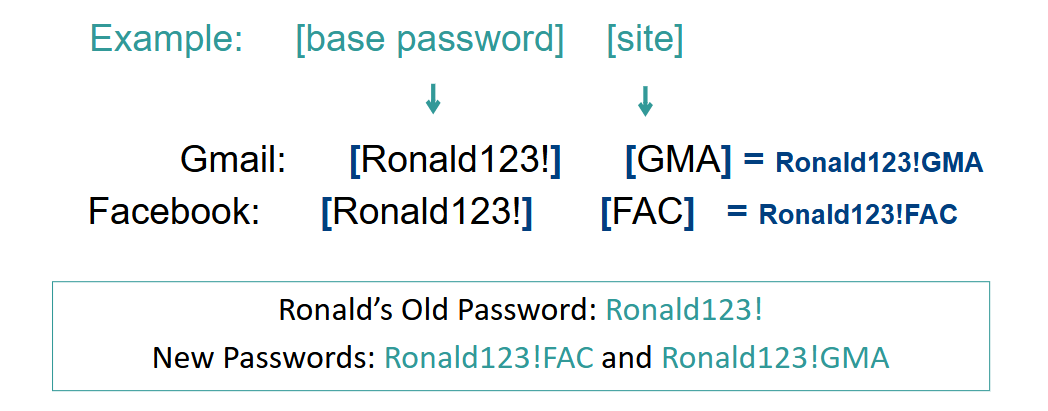 Example: [base password] [site]
Gmail: [Ronald123!] [GMA] = Ronald123!GMA
Facebook: [Ronald123!] [FAC] = Ronald123!FAC
Ronald’s Old Password: Ronald123!
New Passwords: Ronald123!FAC and Ronald123!GMA